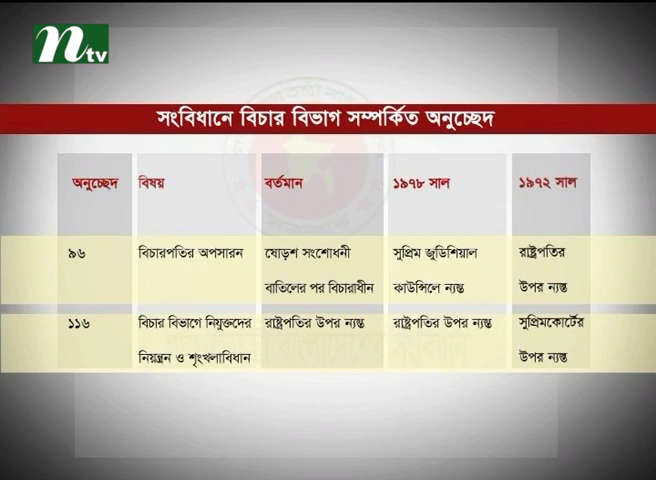 ntv
সংবিধানে বিচার বিভাগ সম্পর্কিত অনুচ্ছেদ
অনুচ্ছেদ বিষয় বর্তমান ১৯৭৮ সাল ১৯৭২ সাল
৯৬ বিচারপতির অপসারন ষোড়শ সংশোধনী সুপ্রিম জুডিশিয়াল রাষ্ট্রপতির
বাতিলের পর বিচারাধীন কাউন্সিলে ন্যস্ত উপর ন্যস্ত
১১৬ বিচার বিভাগে নিযুক্তদের রাষ্ট্রপতির উপর ন্যস্ত রাষ্ট্রপতির উপর ন্যস্ত সুপ্রিমকোর্টের
নিয়ন্ত্রন ও শৃংখলাবিধান উপর ন্যস্ত